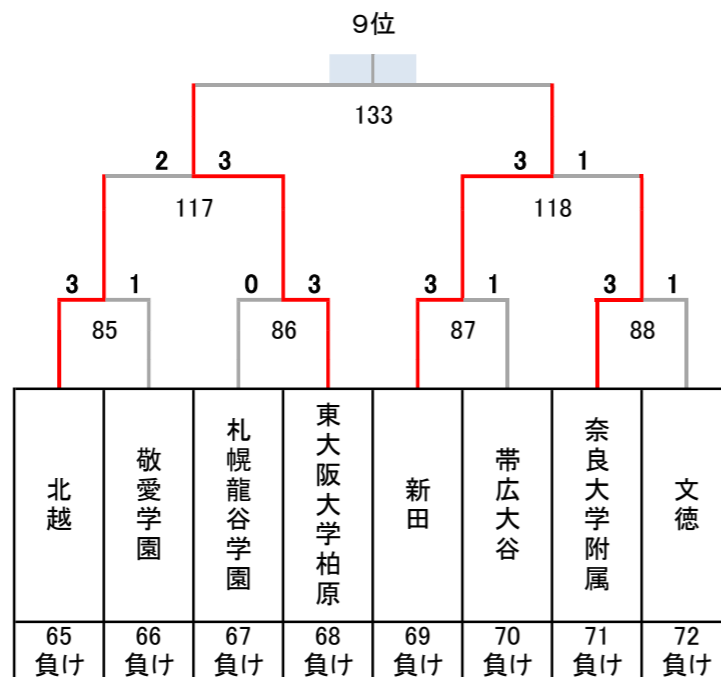 9位
133
2 3 3 1
117 118
3 1 0 3 3 1 3 1
85 86 87 88
北越
敬愛学園
札幌龍谷学園
東大阪大学柏原
新田
帯広大谷
奈良大学附属
文徳
65 66 67 68 69 70 71 72
負け 負け 負け 負け 負け 負け 負け 負け